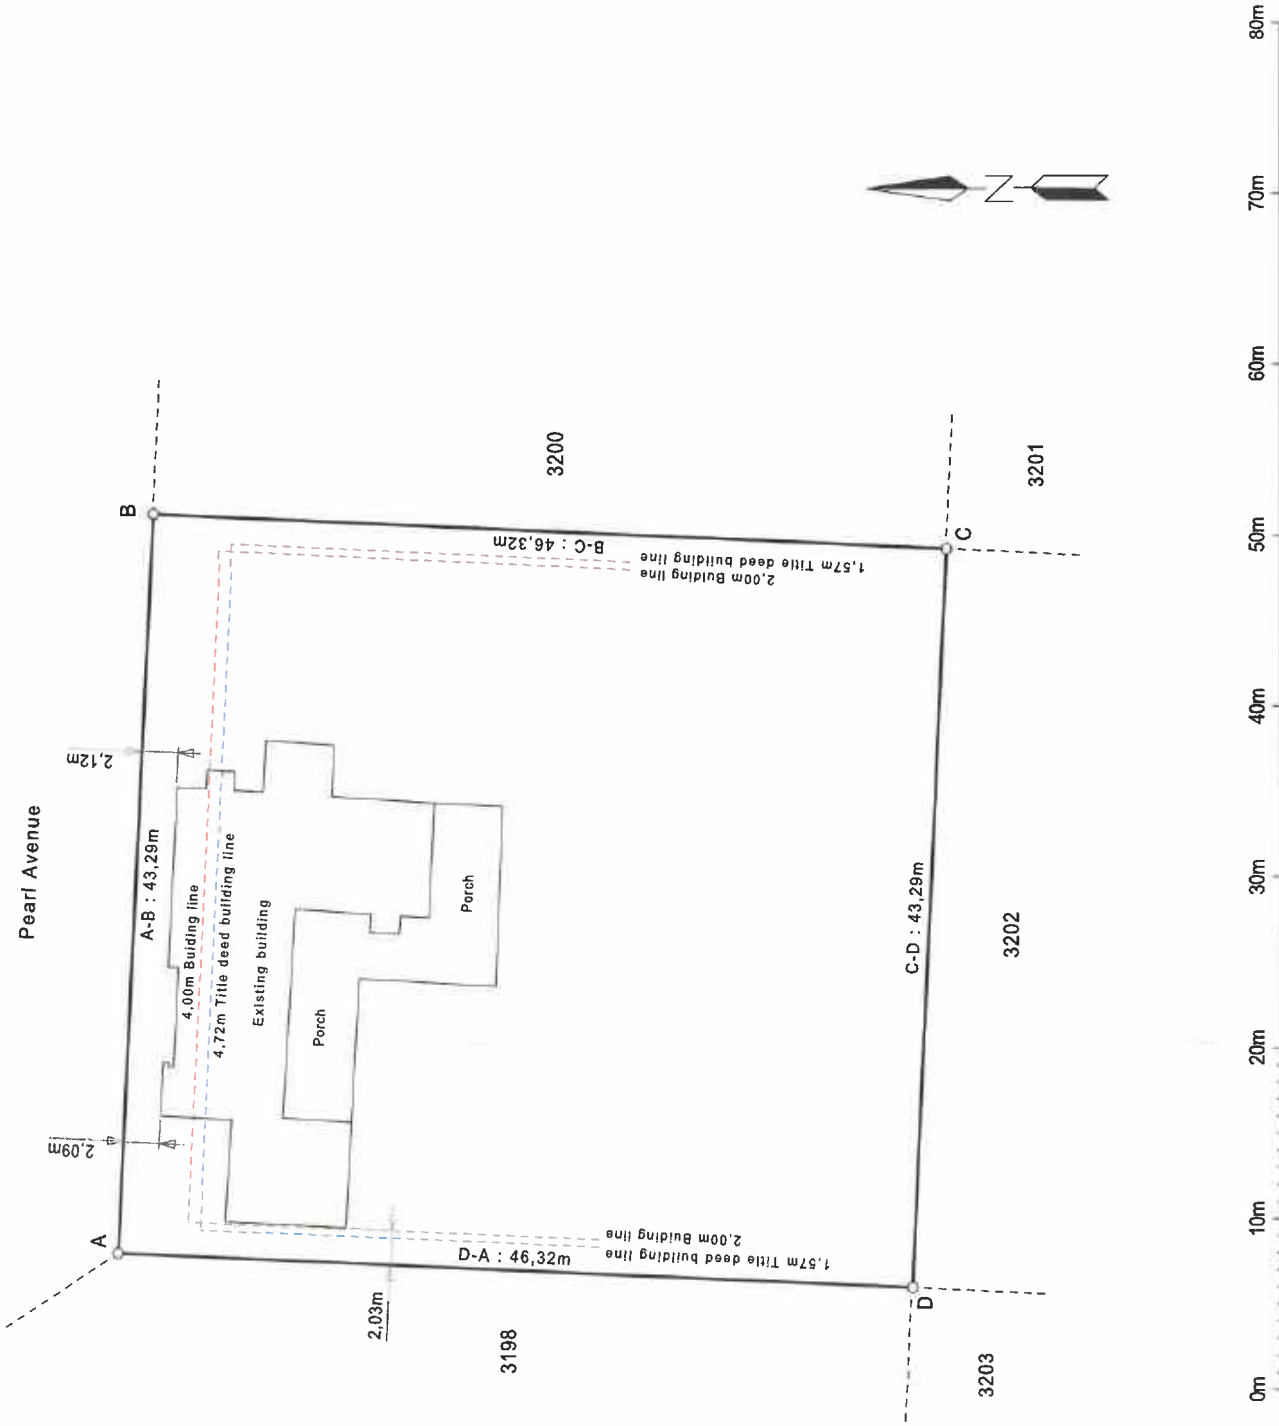 Pearl Avenue
2,09m
2,12m
A
B
A-B : 43,29m
4,00m Buiding line
4,72m Title deed building line
Existing building
Porch
Porch
B-C : 46,32m
1,57m Title deed building line
2,00m Building line
3200
D-A : 46,32m
2,00m Building line
1,57m Title deed building line
2,03m
3198
C-D : 43,29m
D
C
3203
3202
3201
N
0m
10m
20m
30m
40m
50m
60m
70m
80m